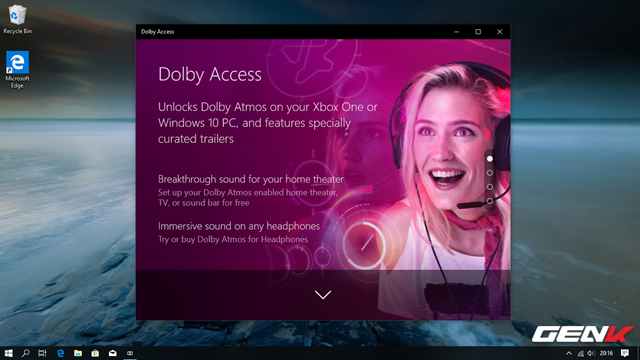 Recycle Bin
Microsoft
Edge
Dolby Access
Dolby Access
Unlocks Dolby Atmos on your Xbox One or
Windows 10 PC, and features specially
curated trailers
Breakthrough sound for your home theater
Set up your Dolby Atmos enabled home theater,
TV, or sound bar for free
Immersive sound on any headphones
Try or buy Dolby Atmos for Headphones
GENK
20:16